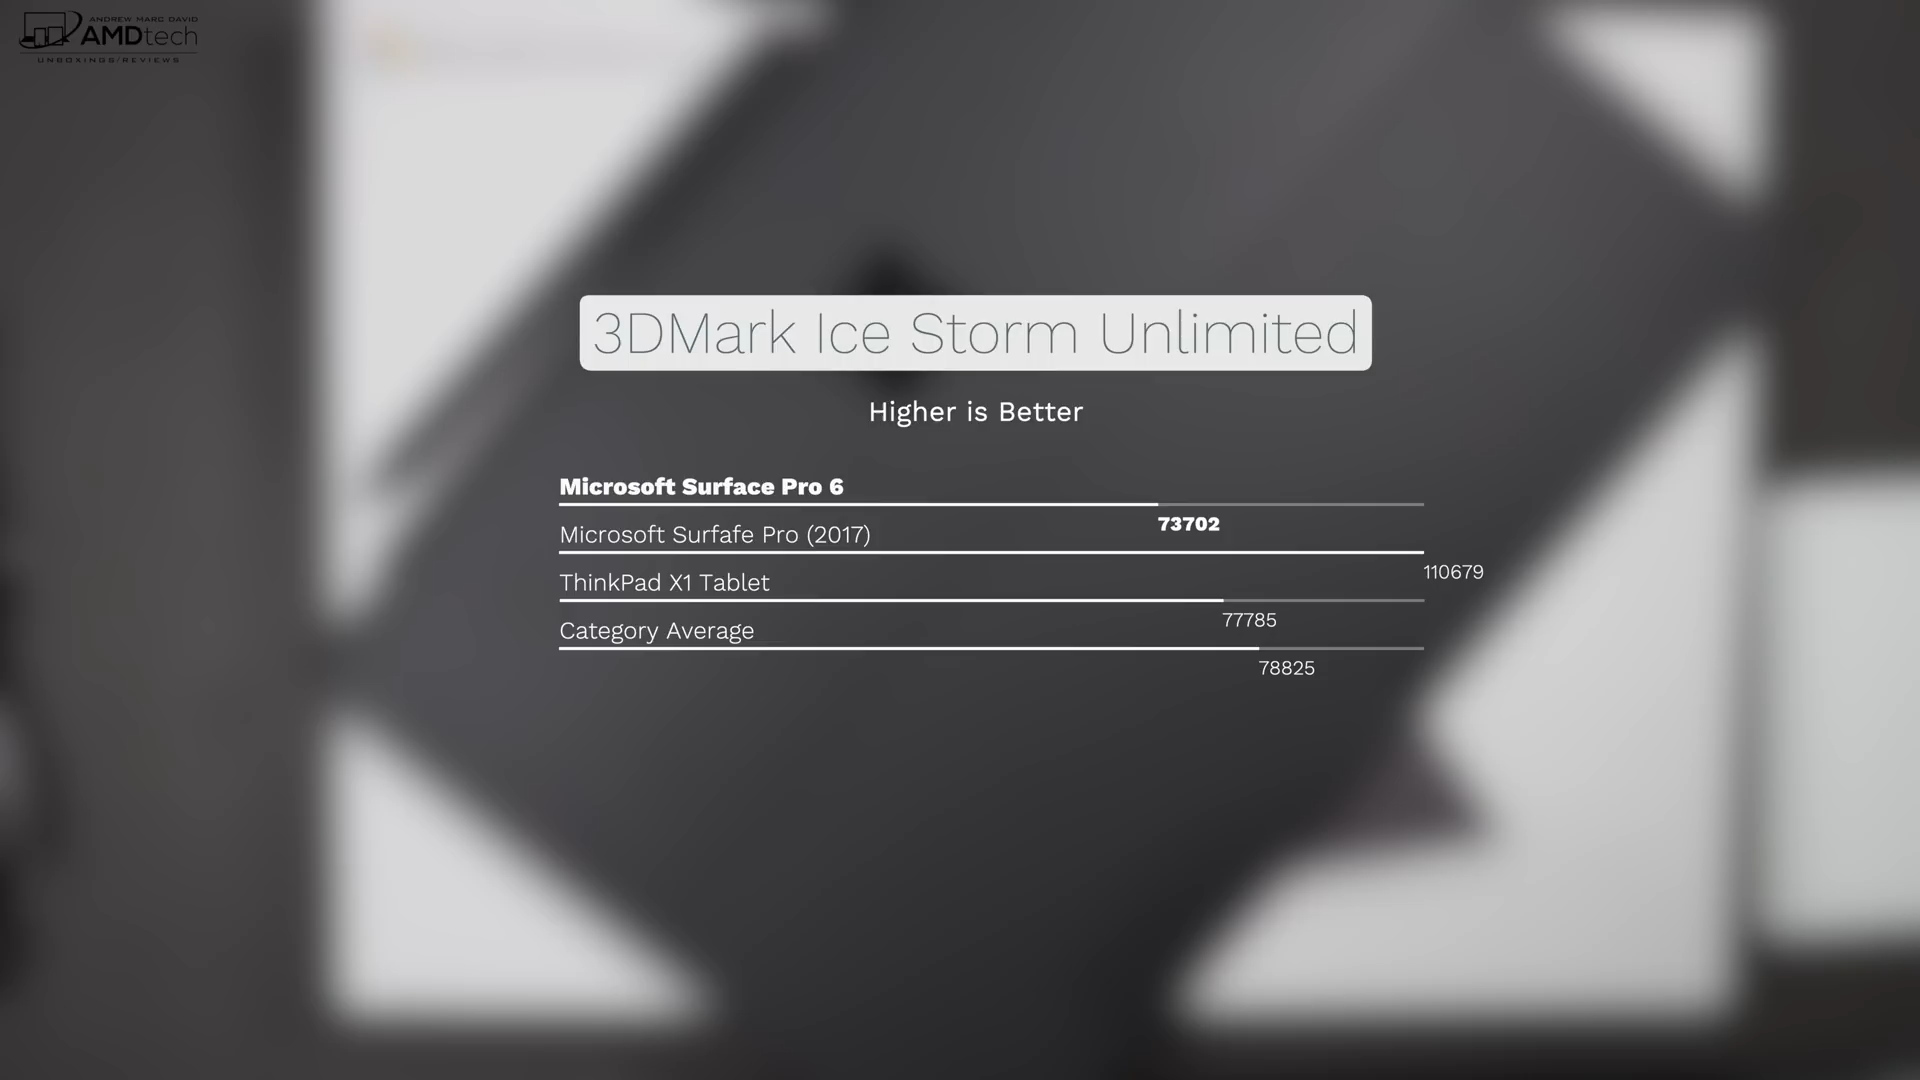 ANDREW MARC DAVID
AMDtech
UNBOXINGS/REVIEWS
3DMark Ice Storm Unlimited
Higher is Better
Microsoft Surface Pro 6
73702
Microsoft Surfafe Pro (2017)
110679
ThinkPad X1 Tablet
77785
Category Average
78825